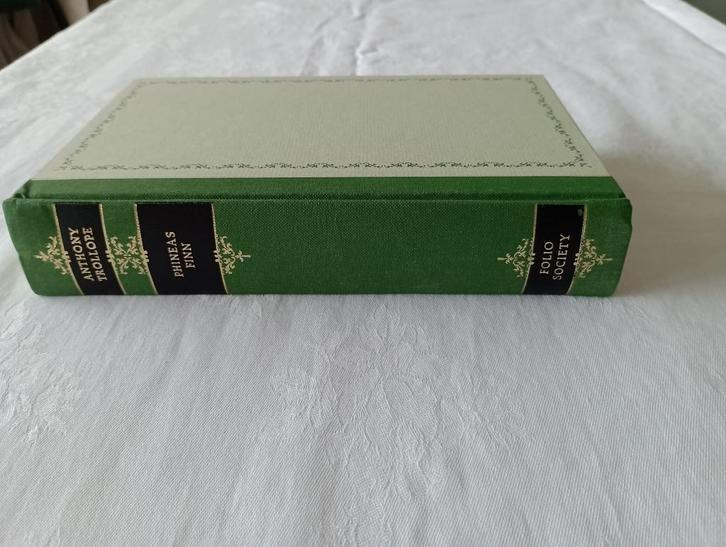 ANTHONY
TROLLOPE
PHINEAS
FINN
FOLIO
SOCIETY